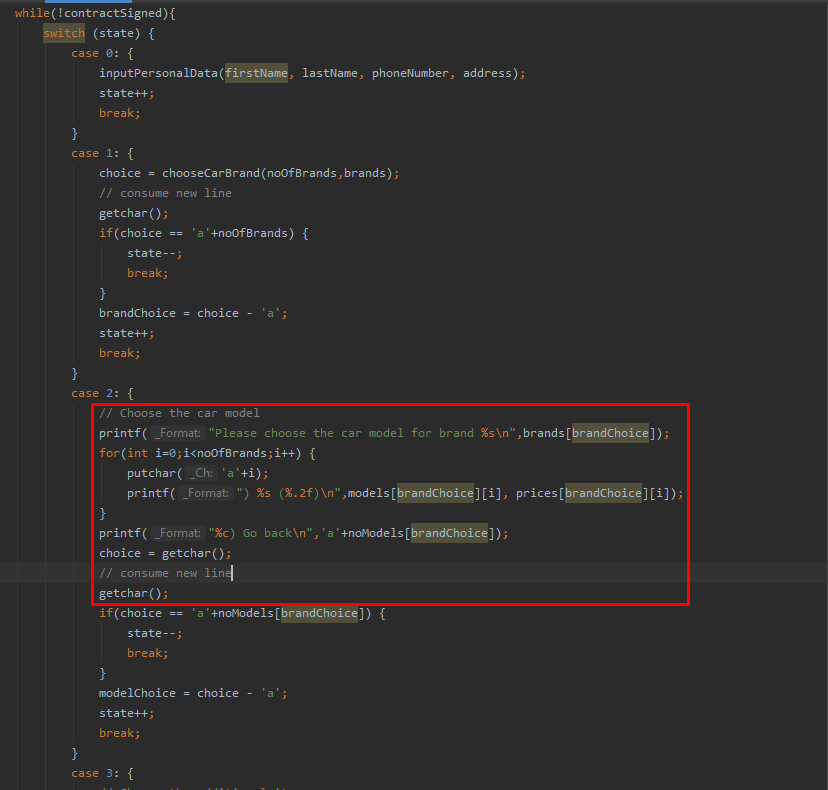 while(!contractSigned){
switch (state) {
case 0: {
inputPersonalData(firstName, lastName, phoneNumber, address);
state++;
break;
}
case 1: {
choice = chooseCarBrand(noOfBrands,brands);
// consume new line
getchar();
if(choice == 'a'+noOfBrands) {
state--;
break;
}
brandChoice = choice - 'a';
state++;
break;
}
case 2: {
// Choose the car model
printf( _Format: "Please choose the car model for brand %s\n",brands[brandChoice]);
for(int i=0;i<noOfBrands;i++) {
putchar( _Ch: 'a'+i);
printf( _Format: ") %s (%.2f)\n",models[brandChoice][i], prices[brandChoice][i]);
}
printf( _Format: "%c) Go back\n",'a'+noModels[brandChoice]);
choice = getchar();
// consume new line
getchar();
if(choice == 'a'+noModels[brandChoice]) {
state--;
break;
}
modelChoice = choice - 'a';
state++;
break;
}
case 3: {